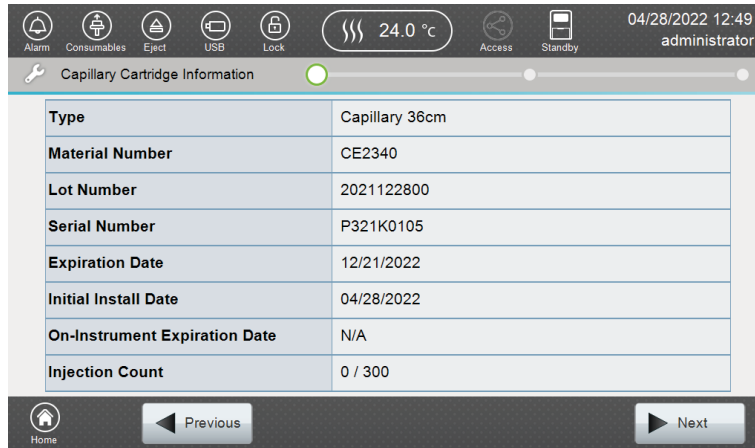 Alarm Consumables Eject USB Lock 24.0 °C Access Standby 04/28/2022 12:49
administrator
Capillary Cartridge Information
Type Capillary 36cm
Material Number CE2340
Lot Number 2021122800
Serial Number P321K0105
Expiration Date 12/21/2022
Initial Install Date 04/28/2022
On-Instrument Expiration Date N/A
Injection Count 0 / 300
Home Previous Next